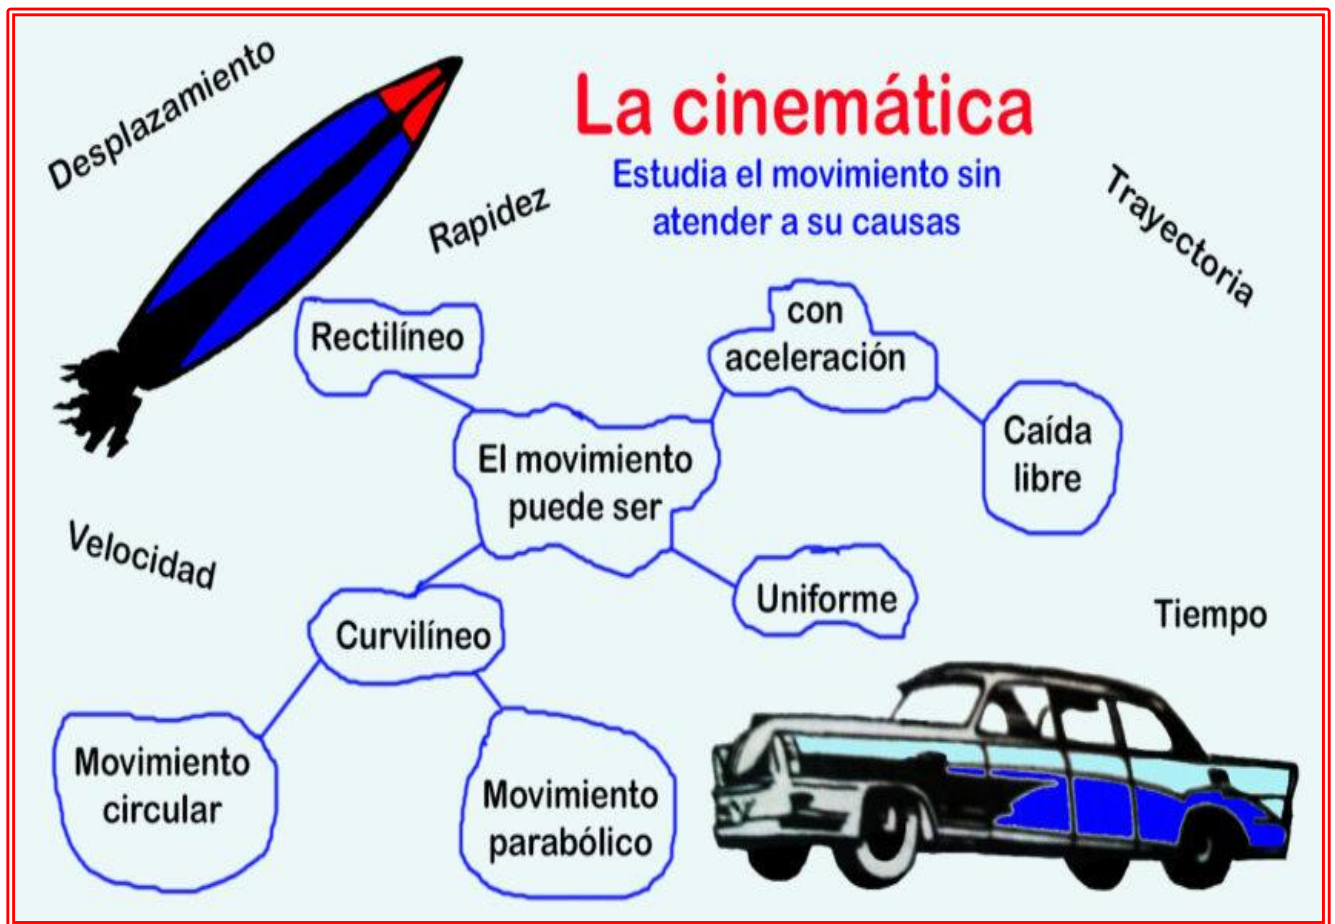 Desplazamiento
La cinemática
Estudia el movimiento sin
atender a su causas
Rapidez
Trayectoria
Rectilíneo
con
aceleración
Caída
libre
El movimiento
puede ser
Velocidad
Uniforme
Tiempo
Curvilíneo
Movimiento
circular
Movimiento
parabólico